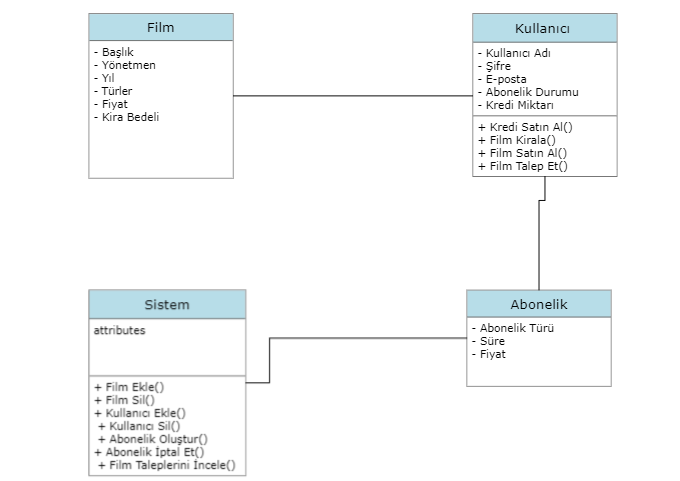 Film
- Başlık
- Yönetmen
- Yıl
- Türler
- Fiyat
- Kira Bedeli
Kullanıcı
- Kullanıcı Adı
- Şifre
- E-posta
- Abonelik Durumu
- Kredi Miktarı
+ Kredi Satın Al()
+ Film Kirala()
+ Film Satın Al()
+ Film Talep Et()
Sistem
attributes
+ Film Ekle()
+ Film Sil()
+ Kullanıcı Ekle()
+ Kullanıcı Sil()
+ Abonelik Oluştur()
+ Abonelik İptal Et()
+ Film Taleplerini İncele()
Abonelik
- Abonelik Türü
- Süre
- Fiyat